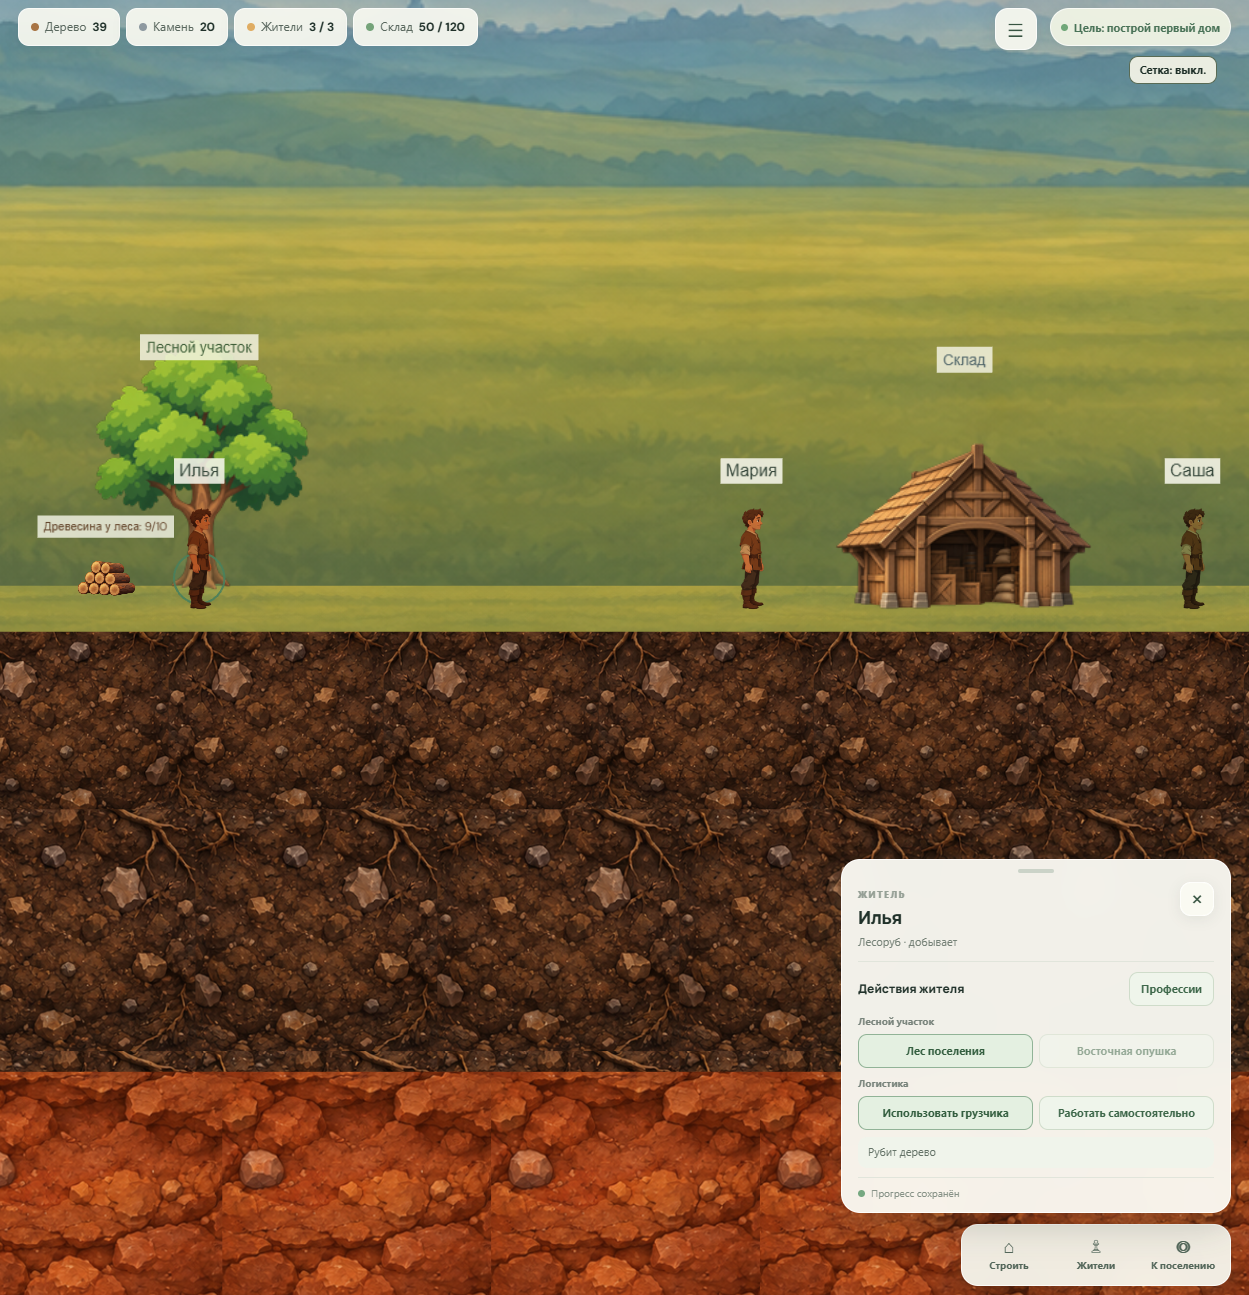 Дерево 39
Камень 20
Жители 3 / 3
Склад 50 / 120
Цель: построй первый дом
Сетка: выкл.
Лесной участок
Склад
Илья
Мария
Саша
Древесина у леса: 9/10
ЖИТЕЛЬ
Илья
Лесоруб · добывает
Действия жителя
Профессии
Лесной участок
Лес поселения
Восточная опушка
Логистика
Использовать грузчика
Работать самостоятельно
Рубит дерево
Прогресс сохранён
Строить
Жители
К поселению